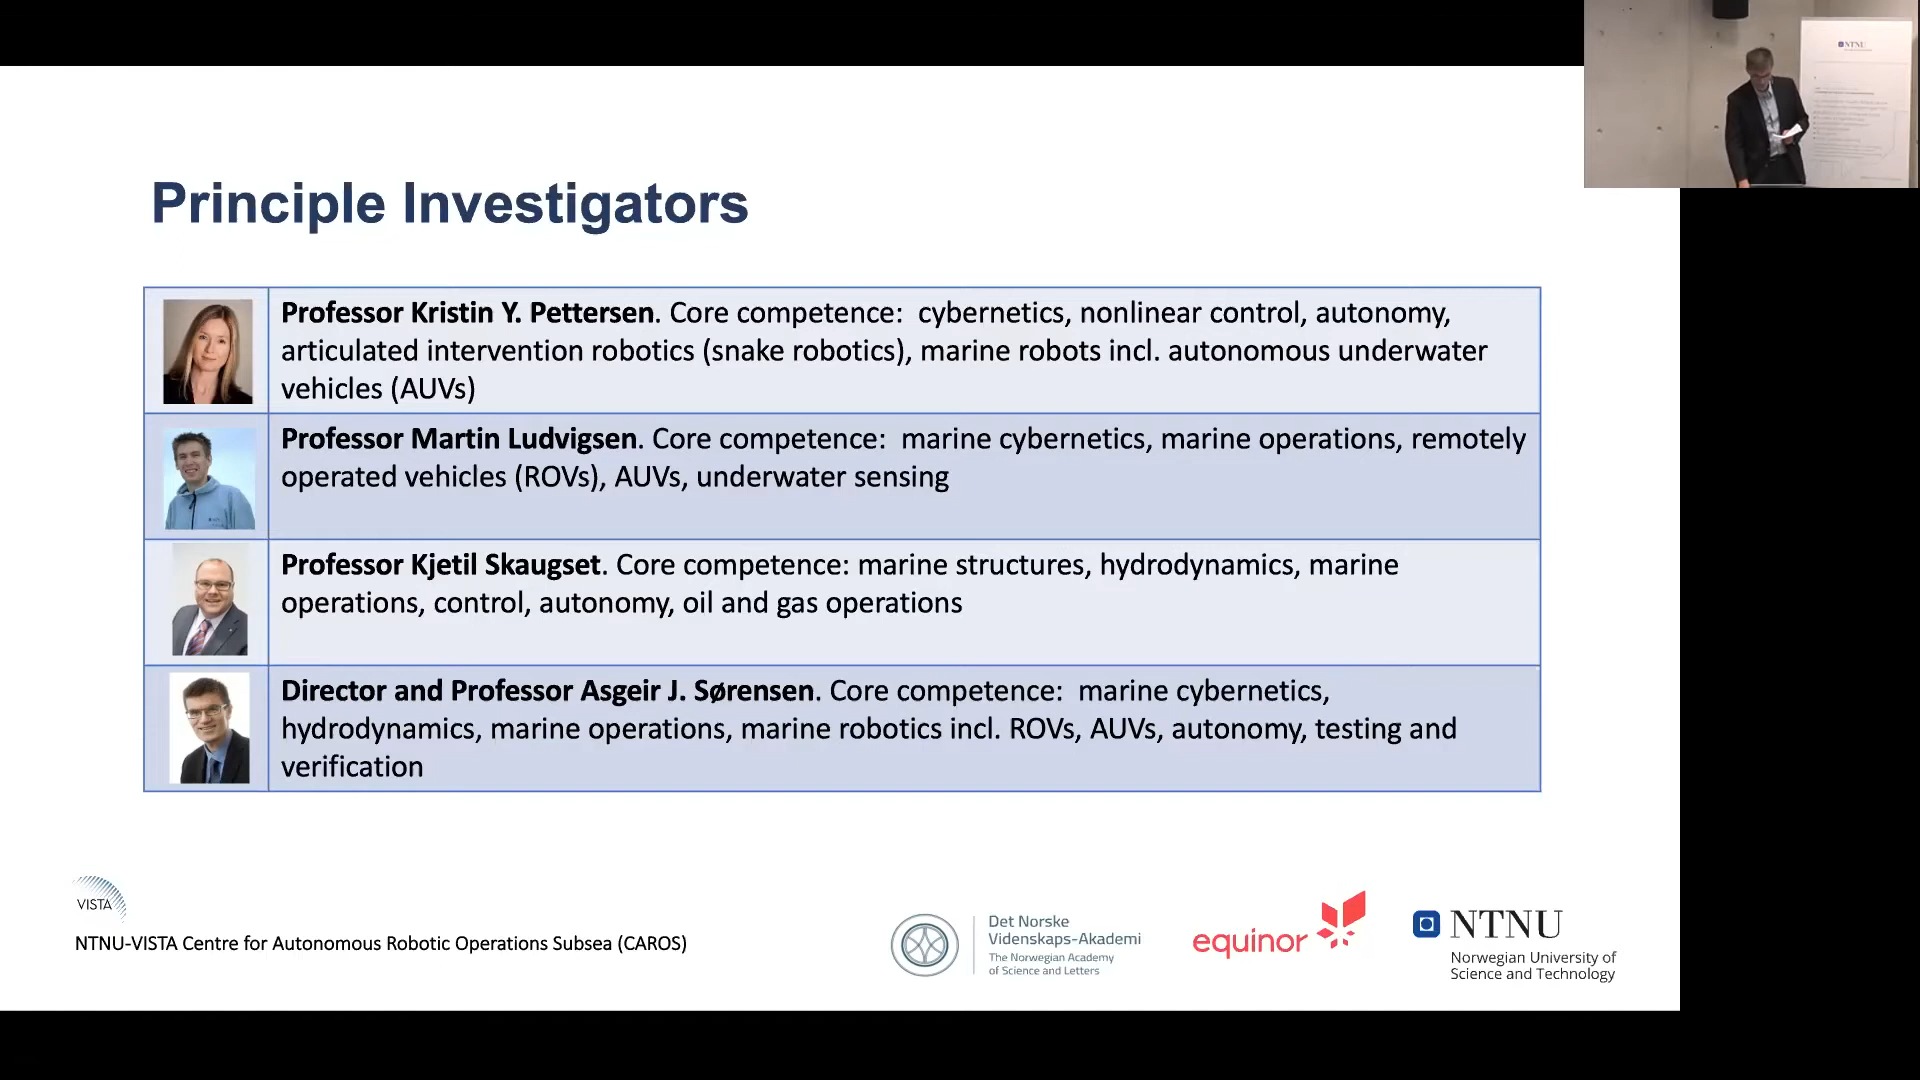 NTNU
Principle Investigators
Professor Kristin Y. Pettersen. Core competence: cybernetics, nonlinear control, autonomy,
articulated intervention robotics (snake robotics), marine robots incl. autonomous underwater
vehicles (AUVs)
Professor Martin Ludvigsen. Core competence: marine cybernetics, marine operations, remotely
operated vehicles (ROVs), AUVs, underwater sensing
Professor Kjetil Skaugset. Core competence: marine structures, hydrodynamics, marine
operations, control, autonomy, oil and gas operations
Director and Professor Asgeir J. Sørensen. Core competence: marine cybernetics,
hydrodynamics, marine operations, marine robotics incl. ROVs, AUVs, autonomy, testing and
verification
VISTA
NTNU-VISTA Centre for Autonomous Robotic Operations Subsea (CAROS)
Det Norske
Videnskaps-Akademi
The Norwegian Academy
of Science and Letters
equinor
NTNU
Norwegian University of
Science and Technology